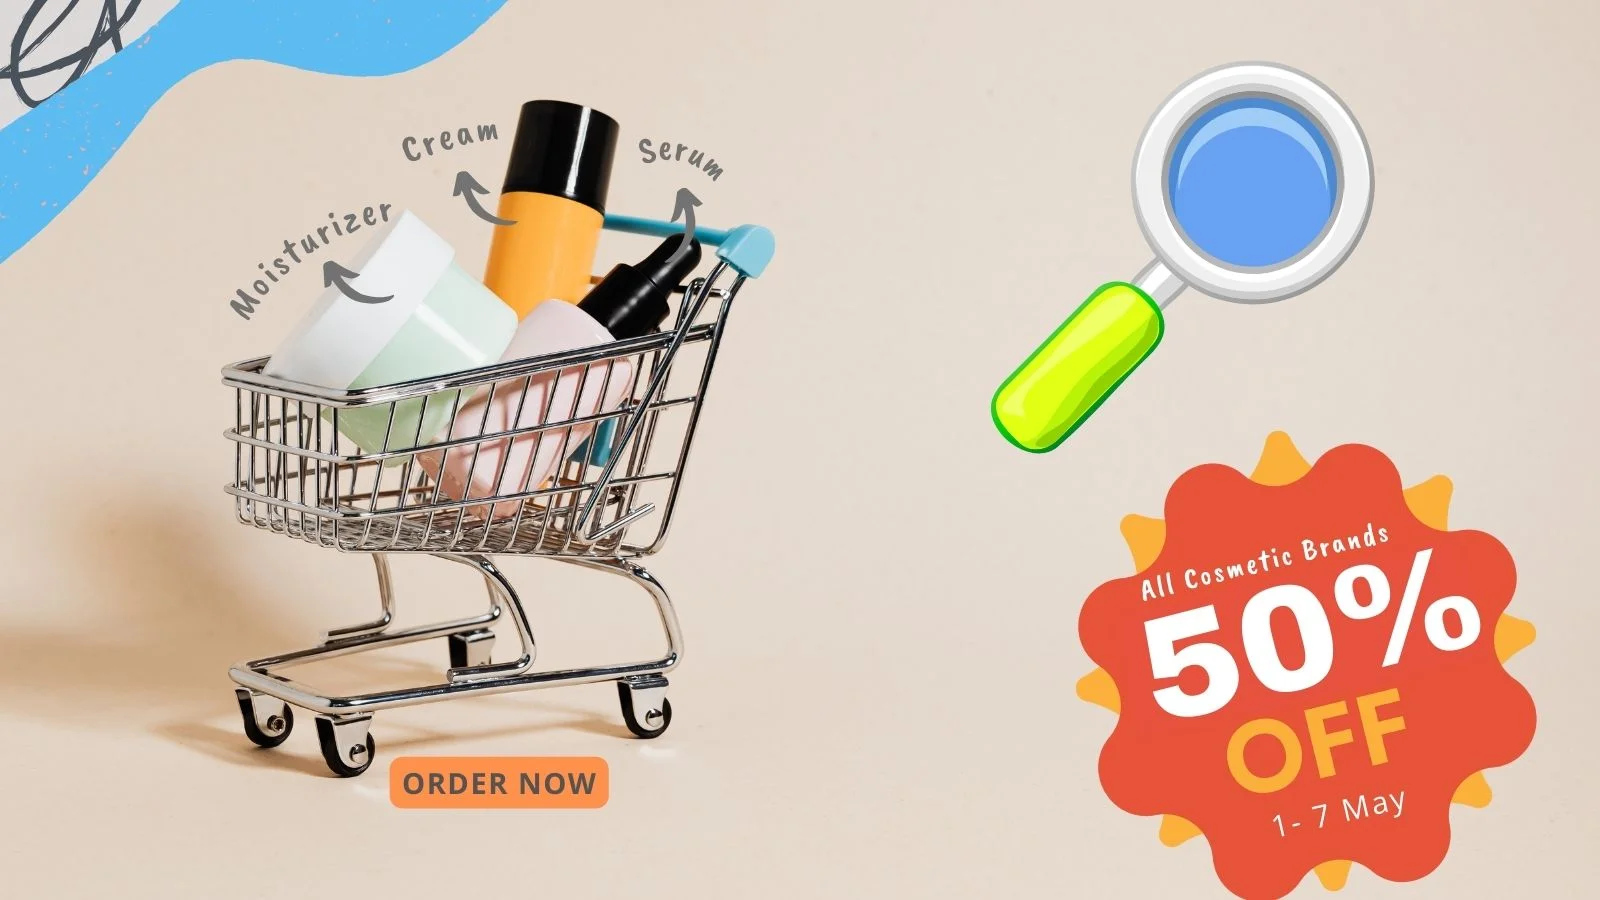 Cream
Serum
Moisturizer
All Cosmetic Brands
50%
OFF
1- 7 May
ORDER NOW